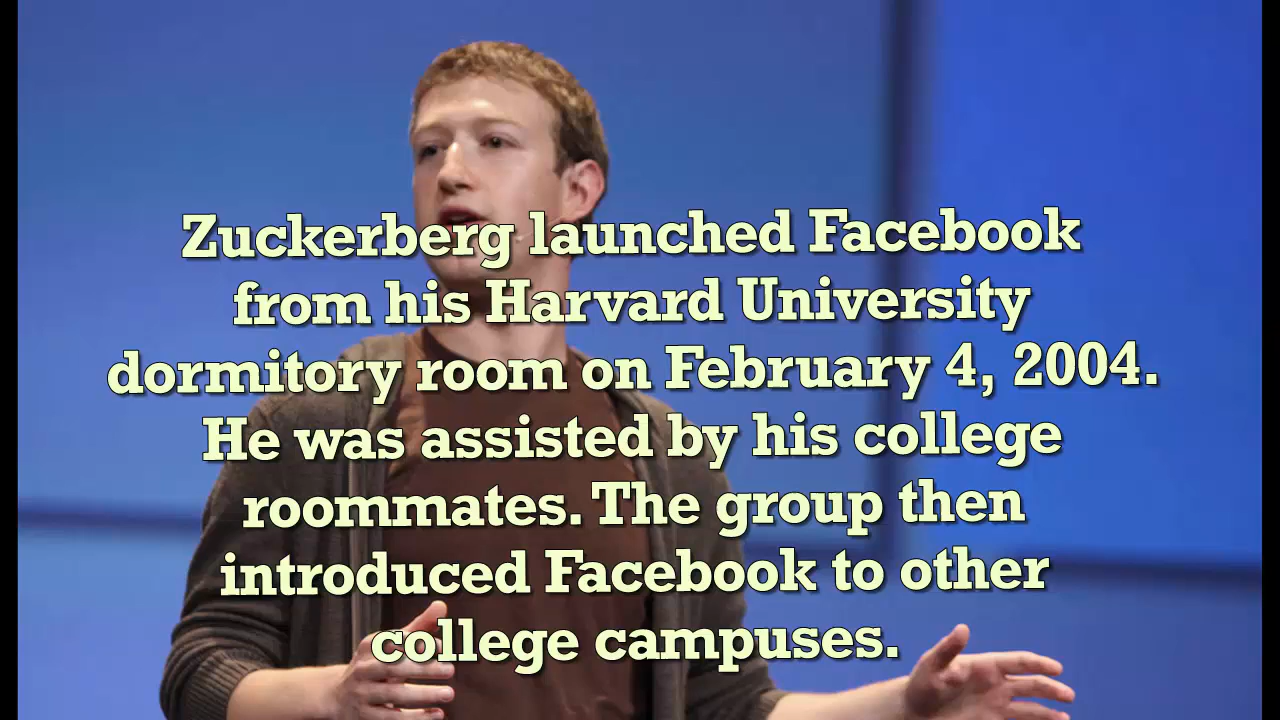 Zuckerberg launched Facebook
from his Harvard University
dormitory room on February 4, 2004.
He was assisted by his college
roommates. The group then
introduced Facebook to other
college campuses.